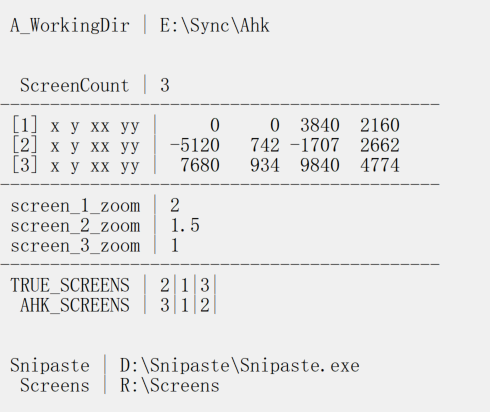 A_WorkingDir | E:\Sync\Ahk
ScreenCount | 3
[1] x y xx yy | 0 0 3840 2160
[2] x y xx yy | -5120 742 -1707 2662
[3] x y xx yy | 7680 934 9840 4774
screen_1_zoom | 2
screen_2_zoom | 1.5
screen_3_zoom | 1
TRUE_SCREENS | 2|1|3|
AHK_SCREENS | 3|1|2|
Snipaste | D:\Snipaste\Snipaste.exe
Screens | R:\Screens